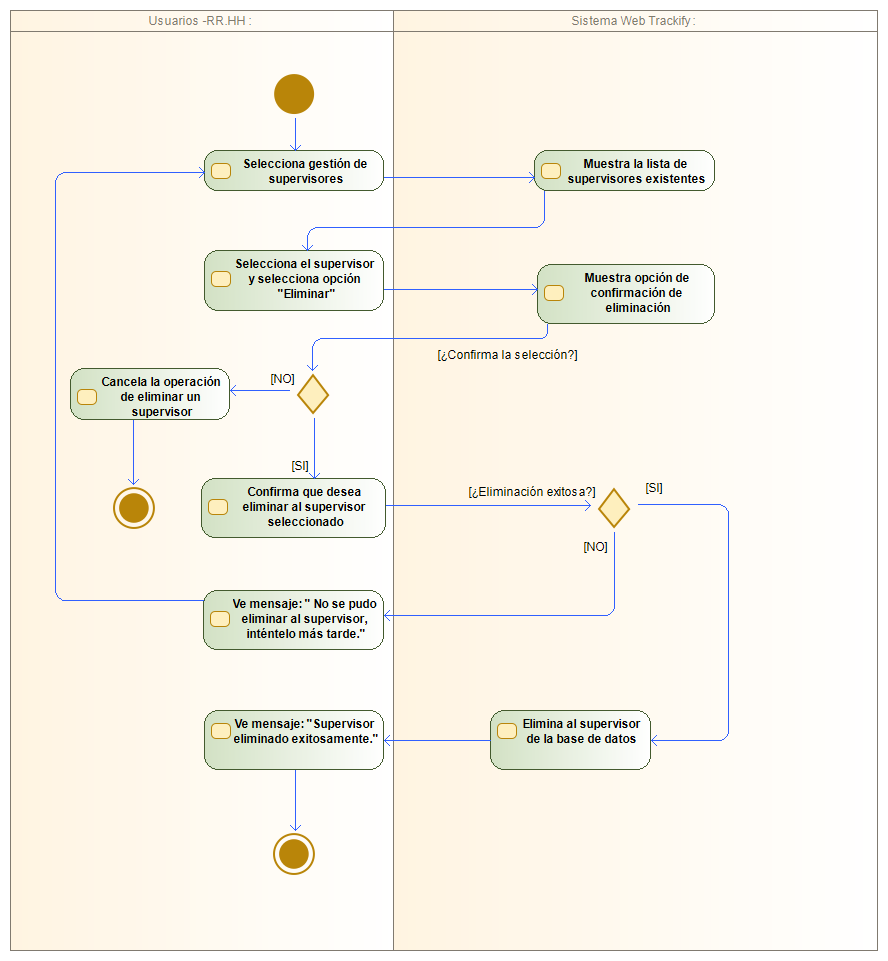 Usuarios -RR.HH :
Sistema Web Trackify :
Selecciona gestión de
supervisores
Muestra la lista de
supervisores existentes
Selecciona el supervisor
y selecciona opción
"Eliminar"
Muestra opción de
confirmación de
eliminación
[¿Confirma la selección?]
[NO]
Cancela la operación
de eliminar un
supervisor
[SI]
Confirma que desea
eliminar al supervisor
seleccionado
[¿Eliminación exitosa?]
[SI]
[NO]
Ve mensaje: " No se pudo
eliminar al supervisor,
inténtelo más tarde."
Ve mensaje: "Supervisor
eliminado exitosamente."
Elimina al supervisor
de la base de datos